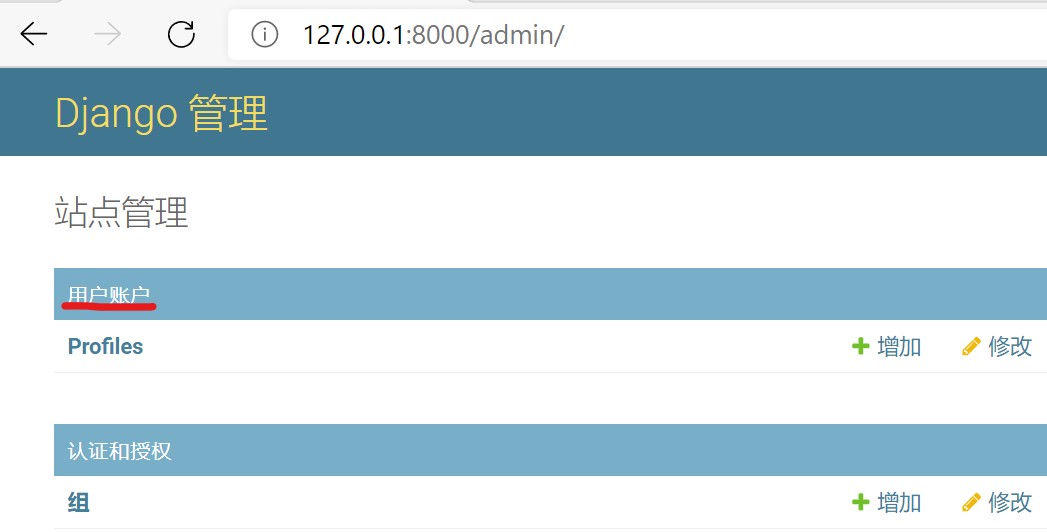 127.0.0.1:8000/admin/
Django 管理
站点管理
用户账户
Profiles 增加 修改
认证和授权
组 增加 修改